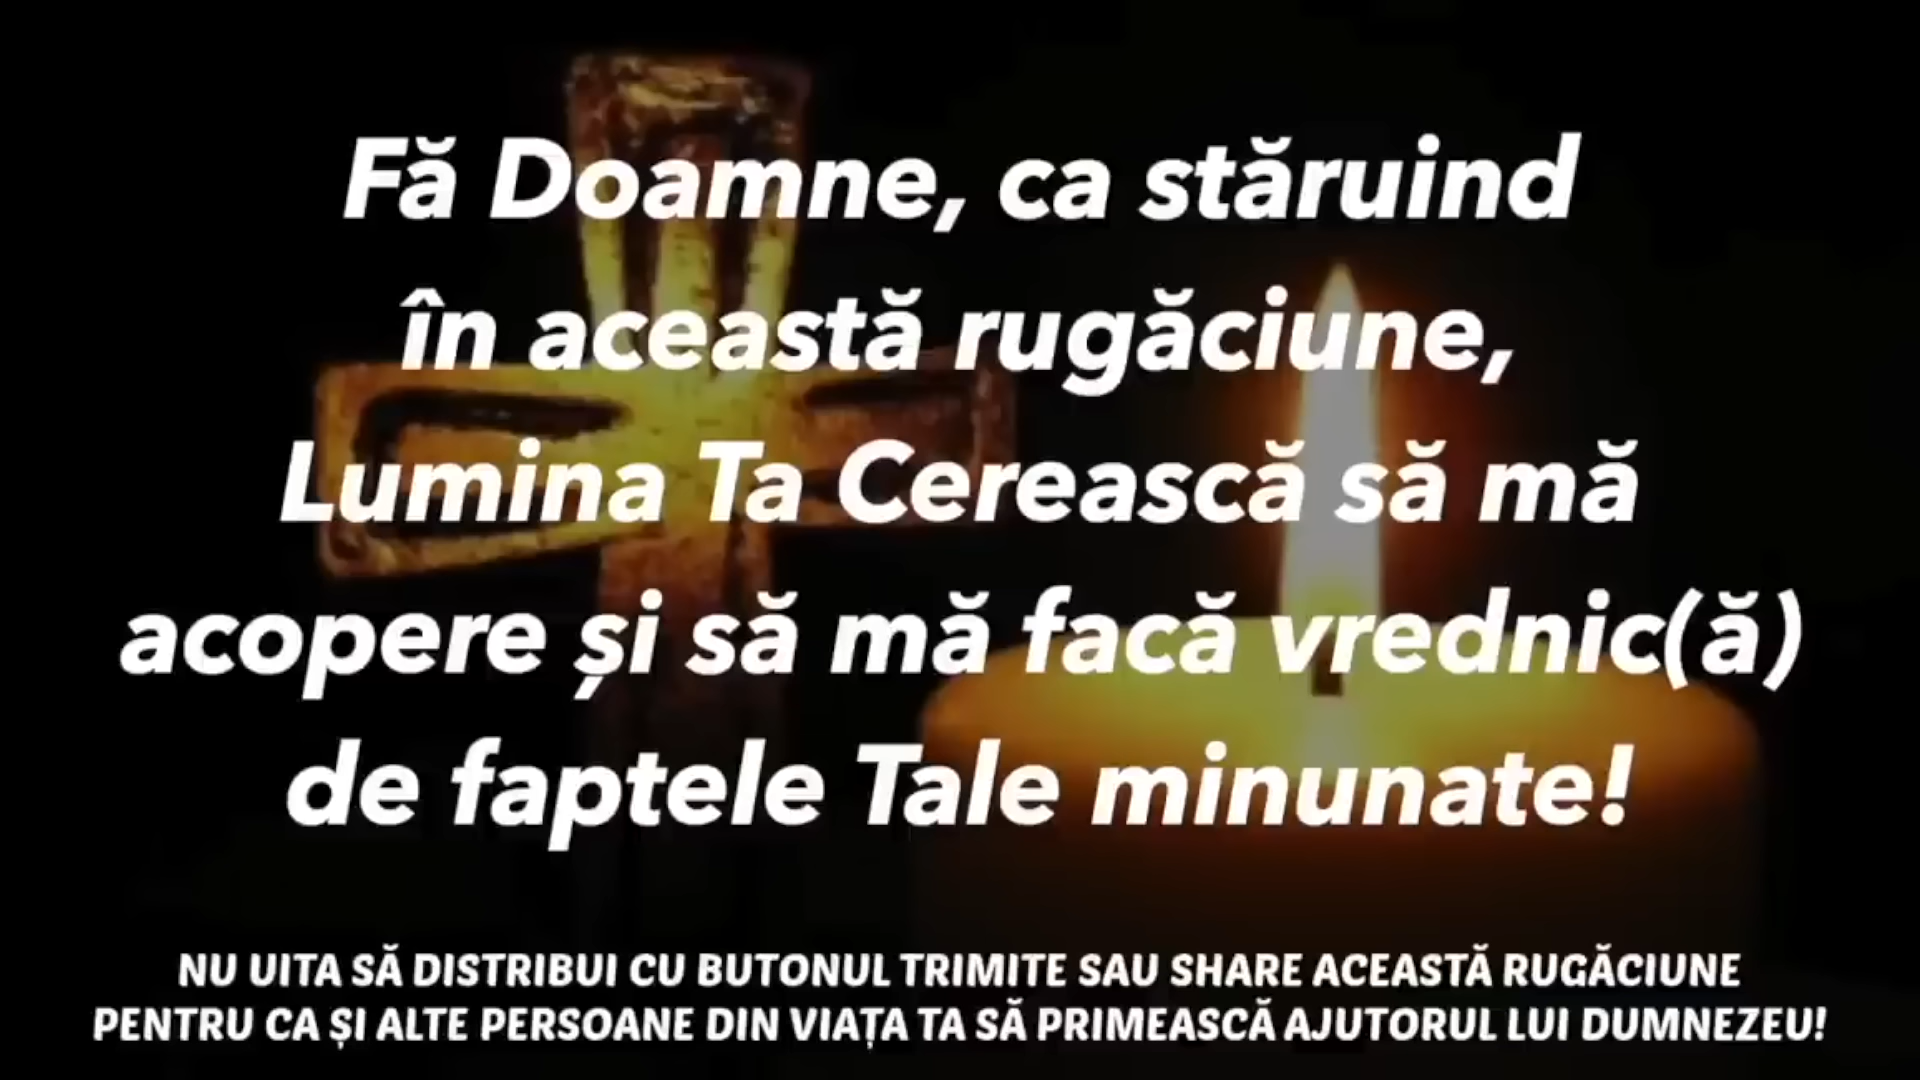 Fă Doamne, ca stăruind
în această rugăciune,
Lumina Ta Cerească să mă
acopere și să mă facă vrednic(ă)
de faptele Tale minunate!
NU UITA SĂ DISTRIBUI CU BUTONUL TRIMITE SAU SHARE ACEASTĂ RUGĂCIUNE
PENTRU CA ȘI ALTE PERSOANE DIN VIAȚA TA SĂ PRIMEASCĂ AJUTORUL LUI DUMNEZEU!